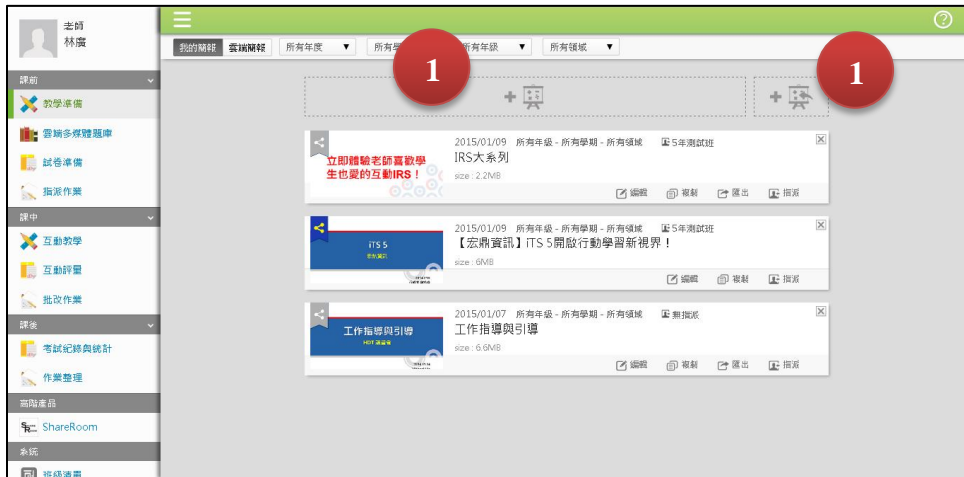 老師
林廣
課前
教學準備
雲端多媒體題庫
試卷準備
指派作業
課中
互動教學
互動評量
批改作業
課後
考試紀錄與統計
作業整理
高階產品
ShareRoom
系統
我的簡報 雲端簡報 所有年度 所有年級 所有領域
1
1
2015/01/09 所有年級 - 所有學期 - 所有領域 5年測試班
IRS大系列
size : 2.2MB
立即體驗老師喜歡學
生也愛的互動IRS！
編輯 複製 匯出 指派
2015/01/09 所有年級 - 所有學期 - 所有領域 5年測試班
【宏鼎資訊】iTS 5開啟行動學習新視界！
size : 6MB
iTS 5
編輯 複製 指派
2015/01/07 所有年級 - 所有學期 - 所有領域 無指派
工作指導與引導
size : 6.6MB
工作指導與引導
編輯 複製 匯出 指派